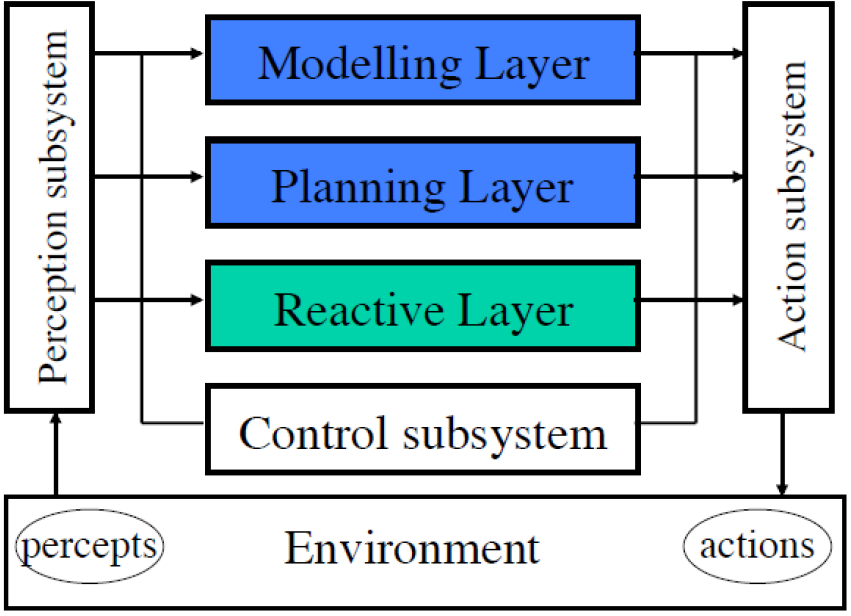 Perception subsystem
Modelling Layer
Planning Layer
Reactive Layer
Control subsystem
Action subsystem
percepts
Environment
actions